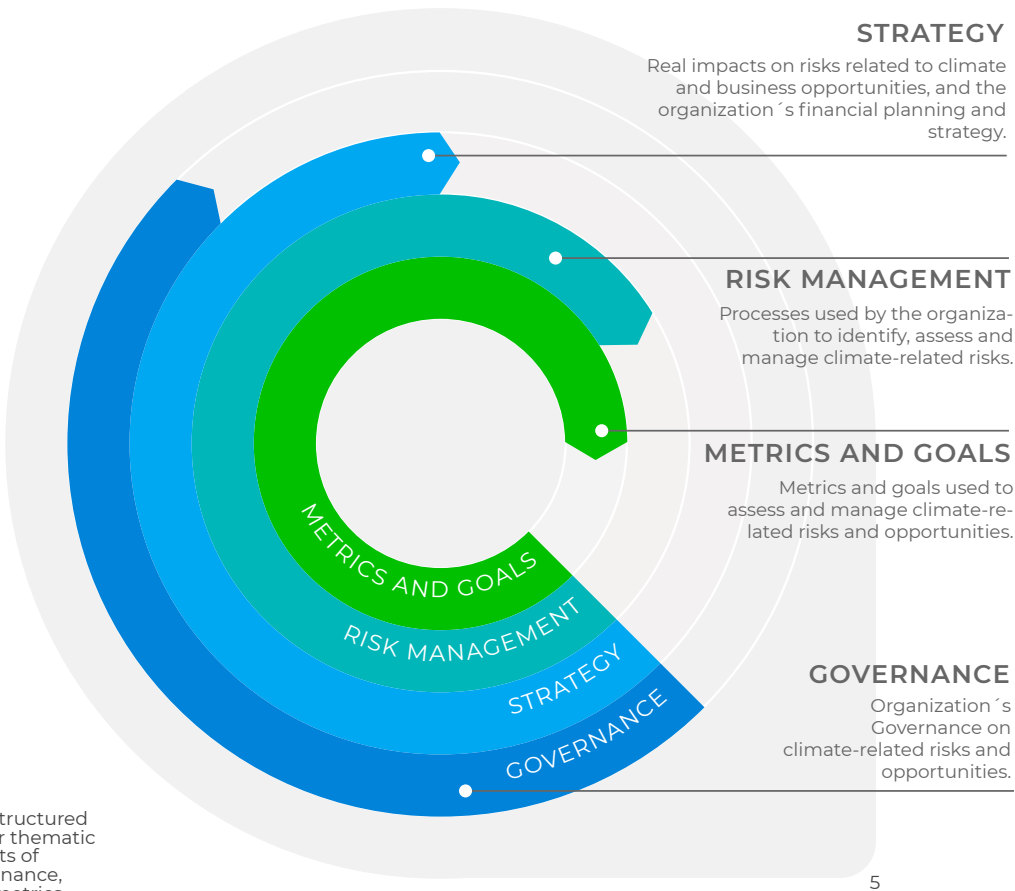 STRATEGY
Real impacts on risks related to climate
and business opportunities, and the
organization´s financial planning and
strategy.
RISK MANAGEMENT
Processes used by the organiza-
tion to identify, assess and
manage climate-related risks.
METRICS AND GOALS
Metrics and goals used to
assess and manage climate-re-
lated risks and opportunities.
GOVERNANCE
Organization´s
Governance on
climate-related risks and
opportunities.
METRICS AND GOALS
RISK MANAGEMENT
STRATEGY
GOVERNANCE
tructured
r thematic
ts of
nance,
5